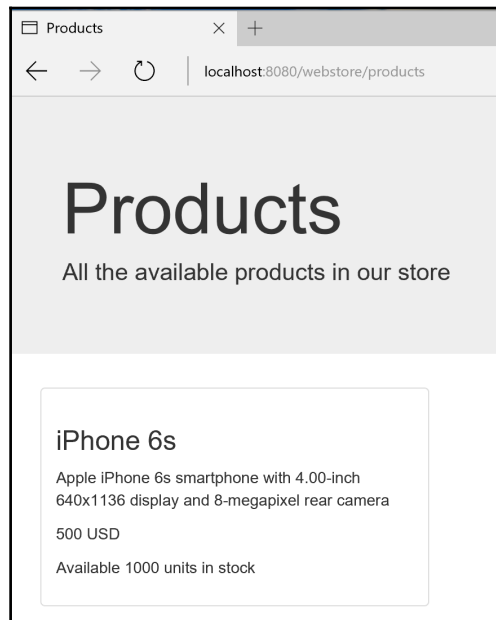 Products
localhost:8080/webstore/products
Products
All the available products in our store
iPhone 6s
Apple iPhone 6s smartphone with 4.00-inch
640x1136 display and 8-megapixel rear camera
500 USD
Available 1000 units in stock